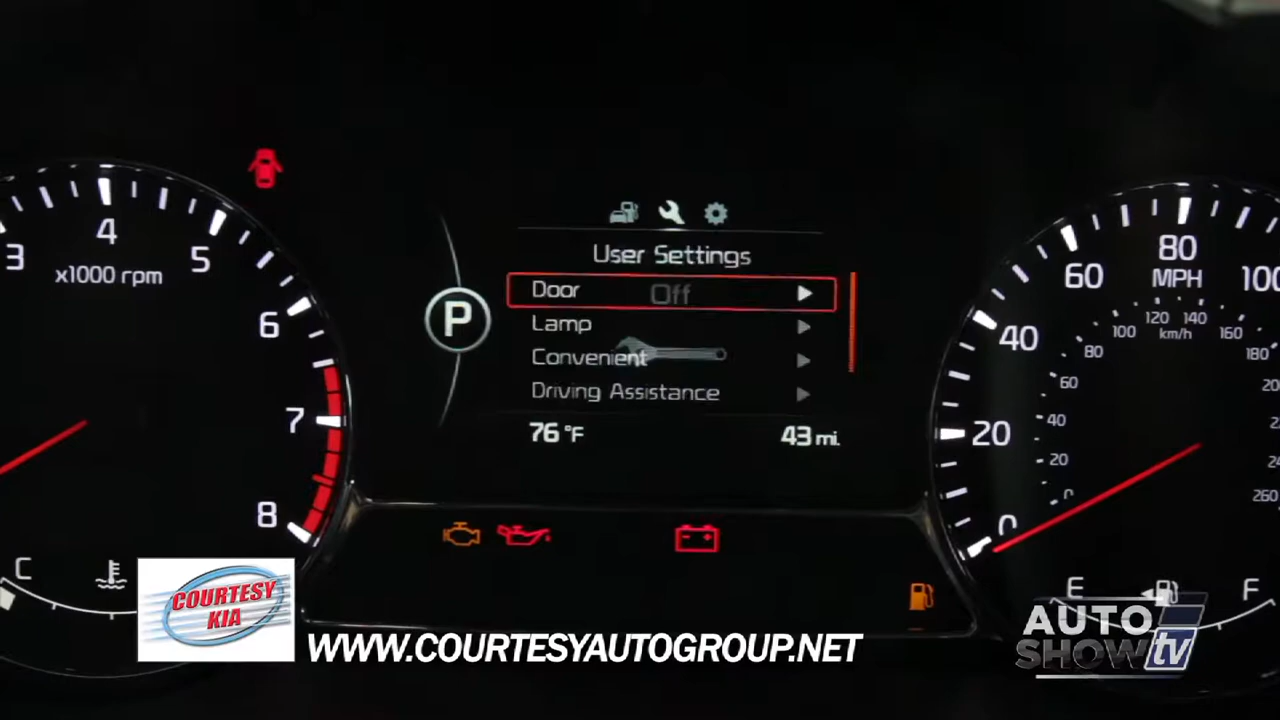 4
3
5
x1000 rpm
6
7
8
C
P
User Settings
Door
Off
Lamp
Convenient
Driving Assistance
76°F
43 mi.
80
MPH
60
100
40
20
0
120
140
km/h
100
160
80
180
60
40
20
0
260
E
F
COURTESY
KIA
WWW.COURTESYAUTOGROUP.NET
AUTO
SHOW
tv